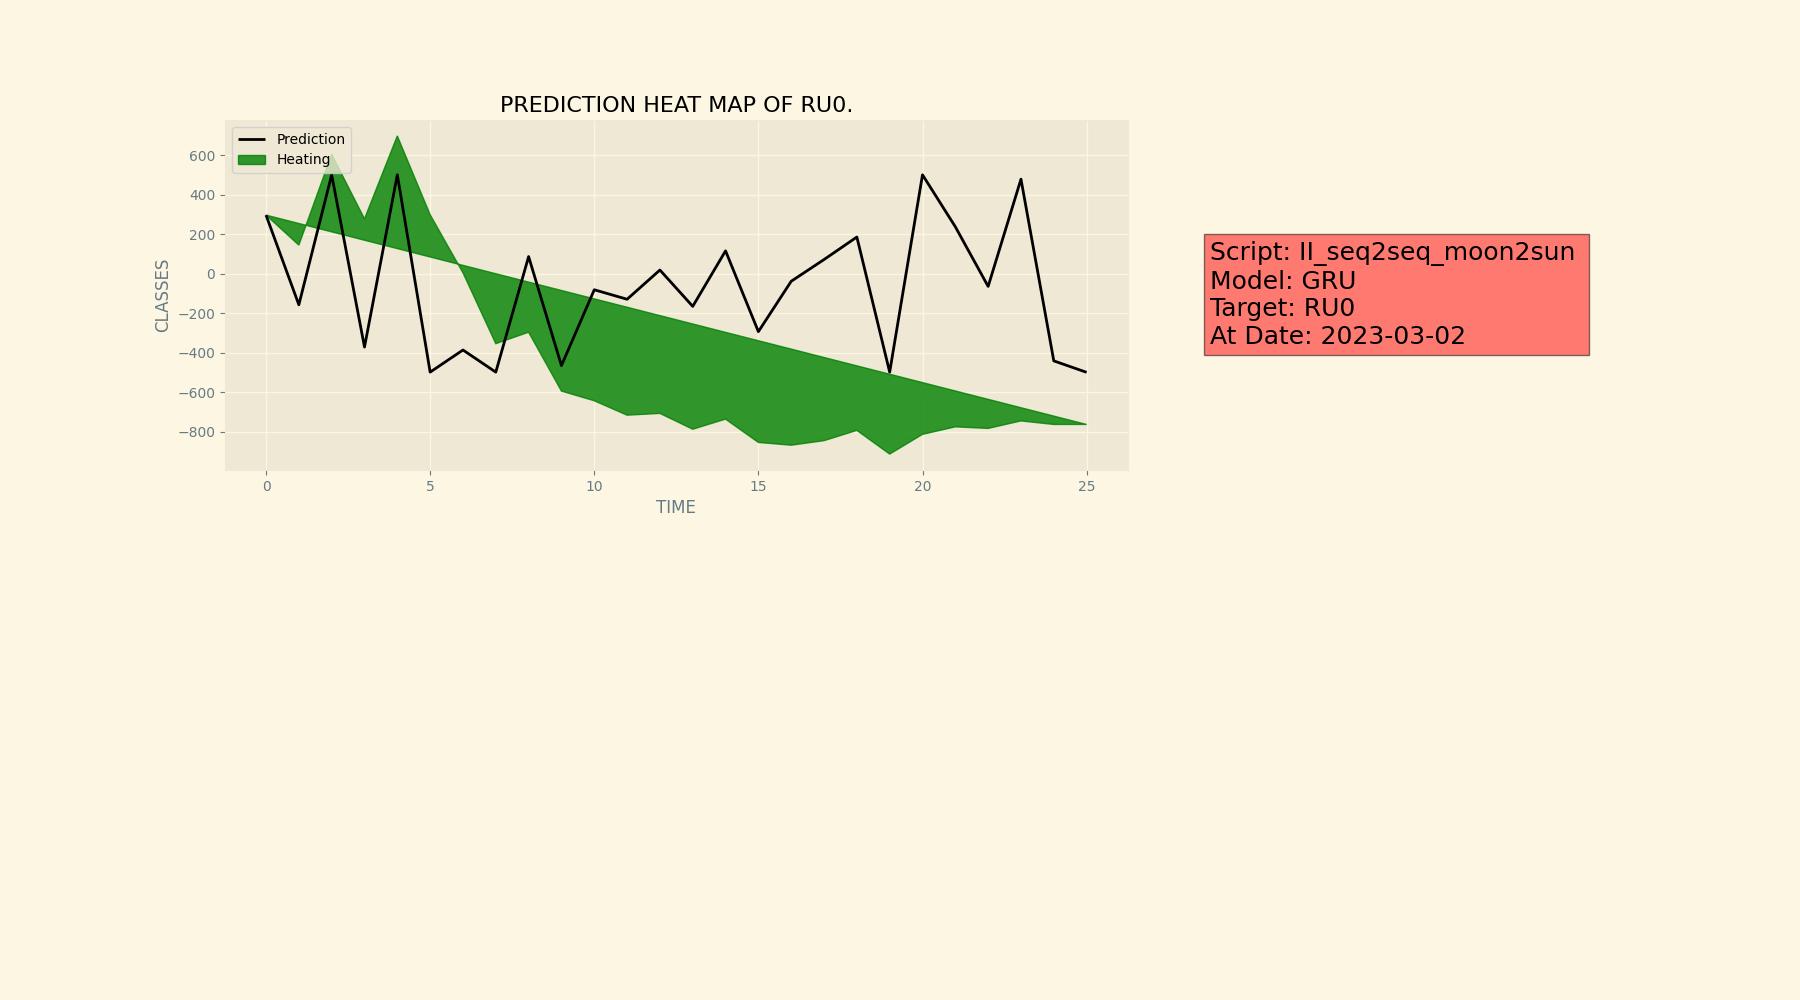 PREDICTION HEAT MAP OF RU0.
Prediction
Heating
600
400
200
0
−200
−400
−600
−800
CLASSES
0 5 10 15 20 25
TIME
Script: II_seq2seq_moon2sun
Model: GRU
Target: RU0
At Date: 2023-03-02